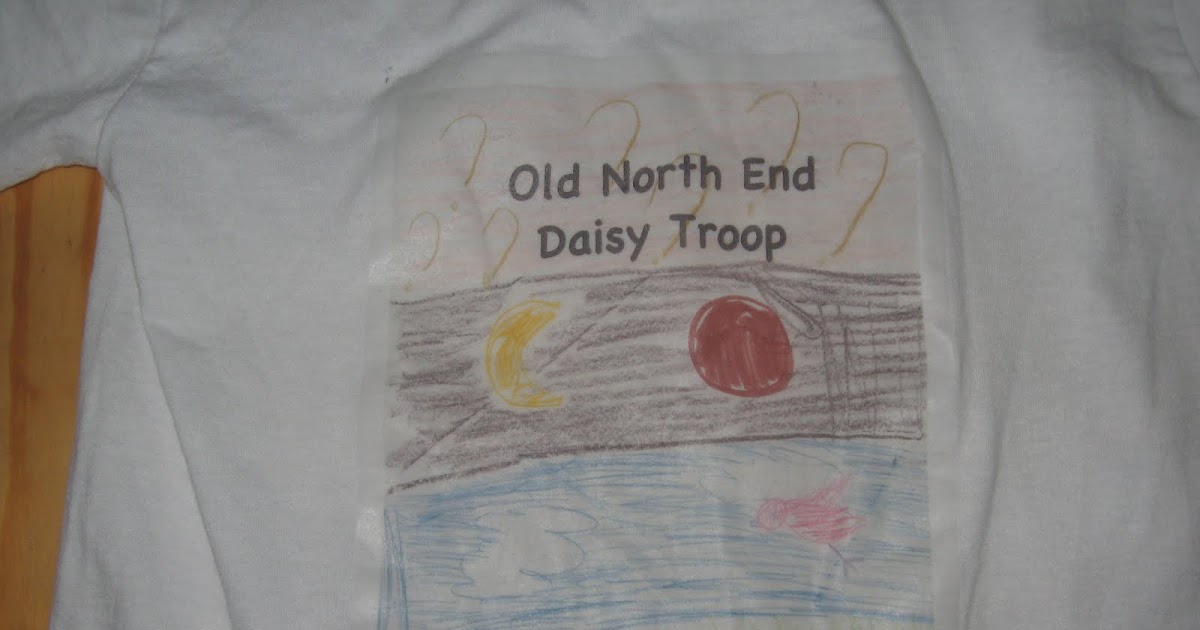 Old North End
Daisy Troop